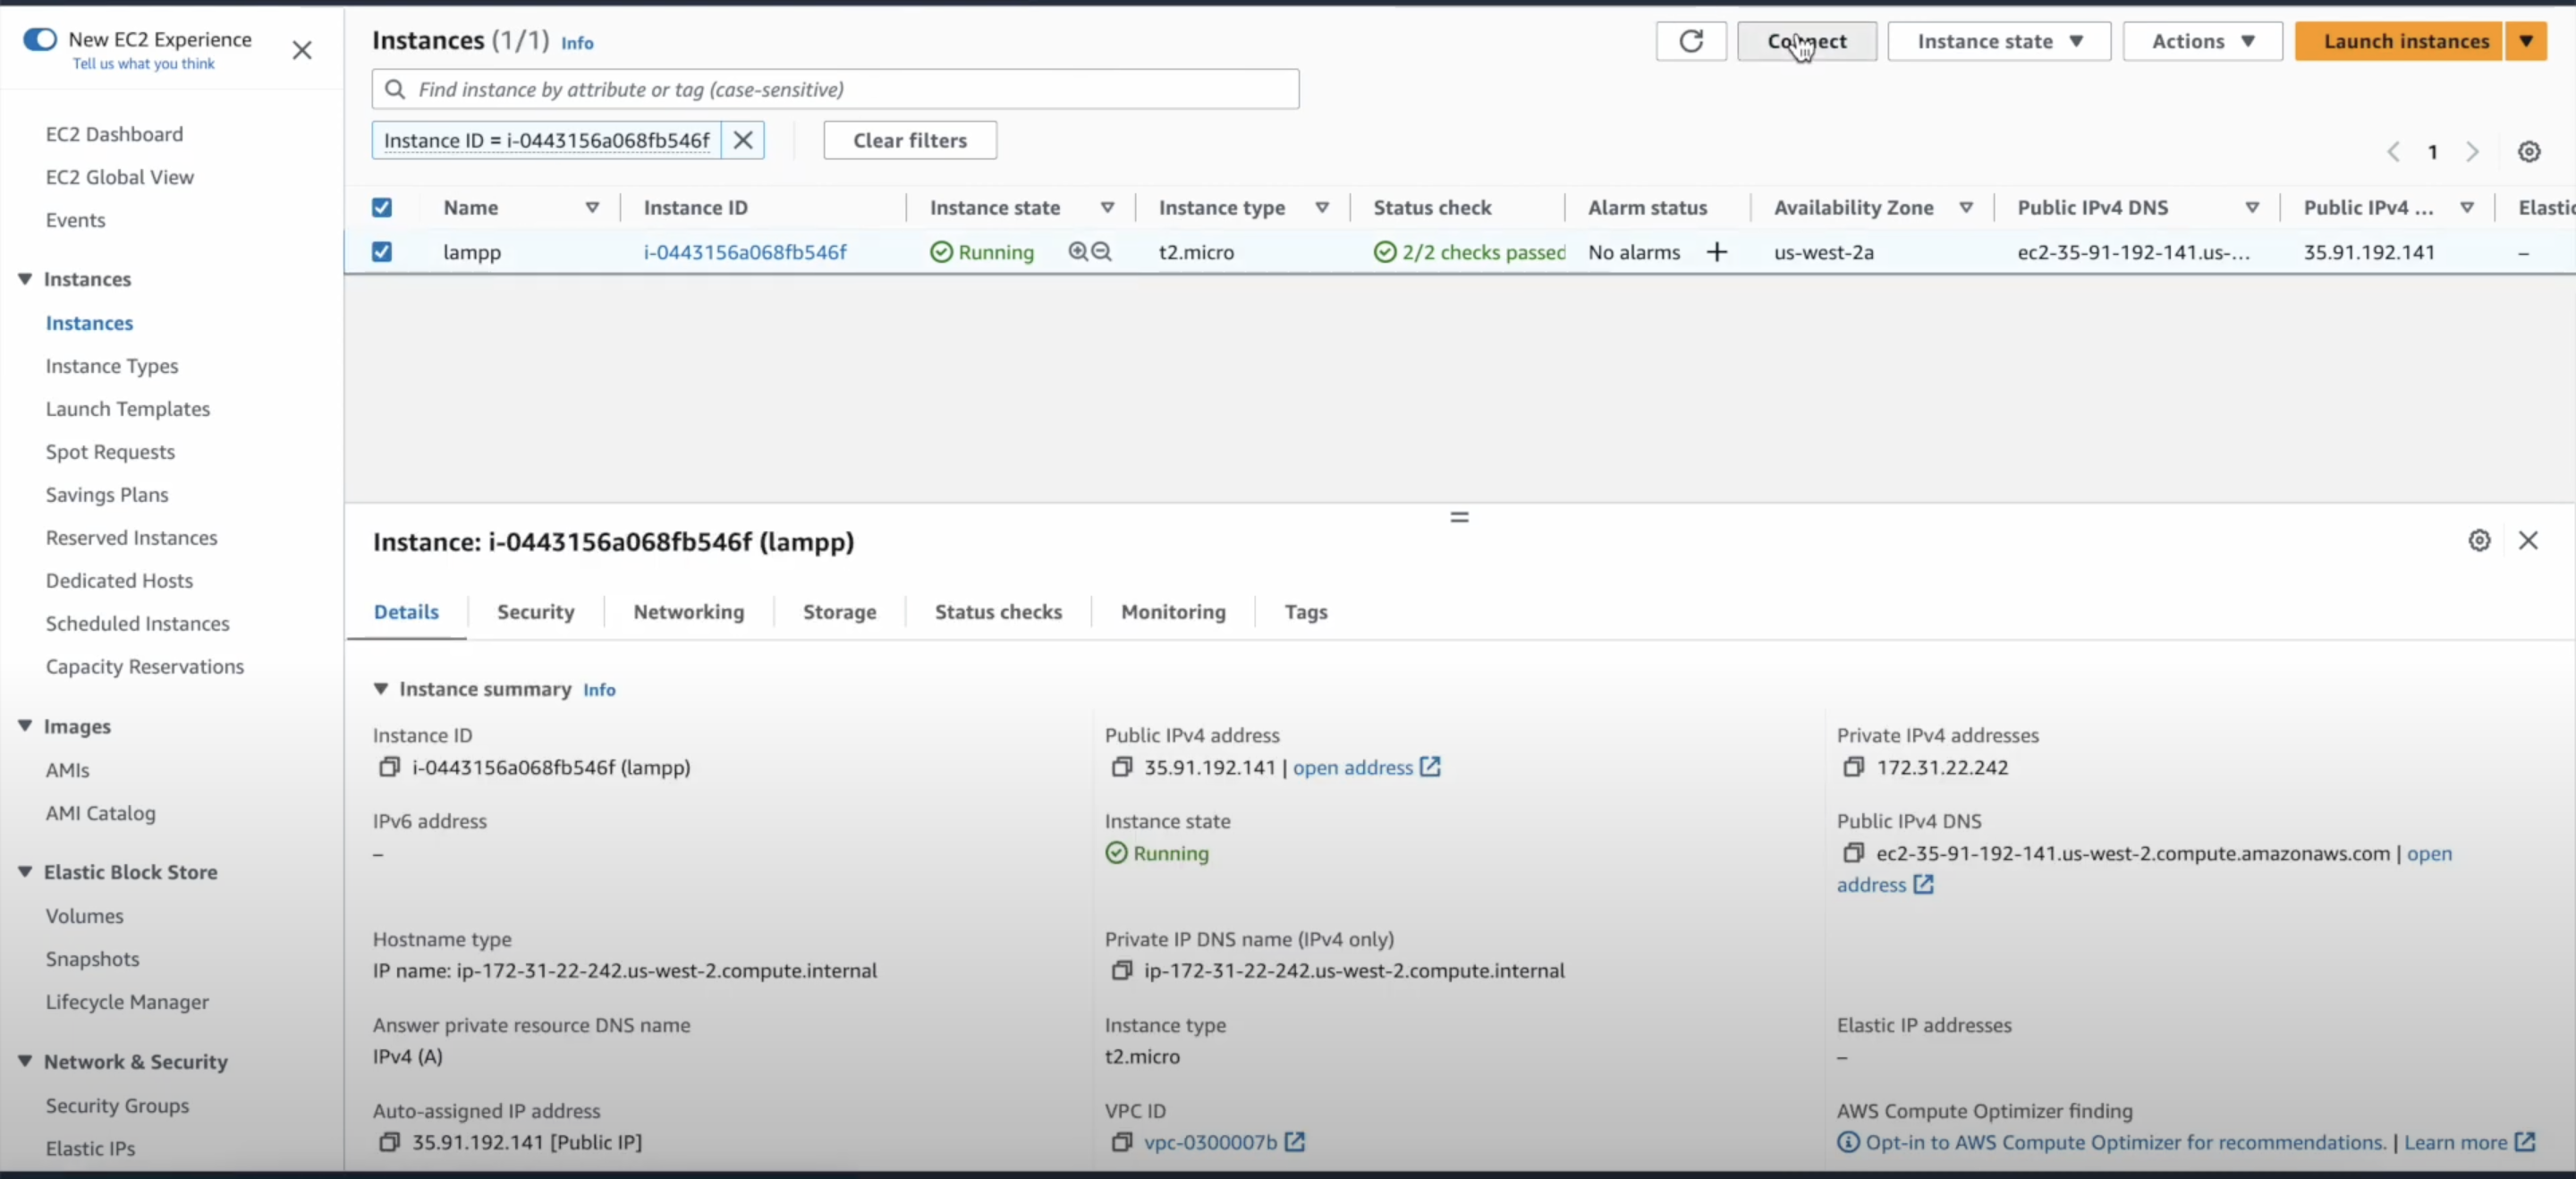 New EC2 Experience
Tell us what you think
EC2 Dashboard
EC2 Global View
Events
Instances
Instances
Instance Types
Launch Templates
Spot Requests
Savings Plans
Reserved Instances
Dedicated Hosts
Scheduled Instances
Capacity Reservations
Images
AMIs
AMI Catalog
Elastic Block Store
Volumes
Snapshots
Lifecycle Manager
Network & Security
Security Groups
Elastic IPs
Instances (1/1) Info
Connect
Instance state
Actions
Launch instances
Find instance by attribute or tag (case-sensitive)
Instance ID = i-0443156a068fb546f
Clear filters
1
Name Instance ID Instance state Instance type Status check Alarm status Availability Zone Public IPv4 DNS Public IPv4 ... Elastic
lampp i-0443156a068fb546f Running t2.micro 2/2 checks passed No alarms + us-west-2a ec2-35-91-192-141.us-... 35.91.192.141 –
Instance: i-0443156a068fb546f (lampp)
Details Security Networking Storage Status checks Monitoring Tags
Instance summary Info
Instance ID
i-0443156a068fb546f (lampp)
Public IPv4 address
35.91.192.141 | open address
Private IPv4 addresses
172.31.22.242
IPv6 address
–
Instance state
Running
Public IPv4 DNS
ec2-35-91-192-141.us-west-2.compute.amazonaws.com | open
address
Hostname type
IP name: ip-172-31-22-242.us-west-2.compute.internal
Private IP DNS name (IPv4 only)
ip-172-31-22-242.us-west-2.compute.internal
Answer private resource DNS name
IPv4 (A)
Instance type
t2.micro
Elastic IP addresses
–
Auto-assigned IP address
35.91.192.141 [Public IP]
VPC ID
vpc-0300007b
AWS Compute Optimizer finding
Opt-in to AWS Compute Optimizer for recommendations. | Learn more